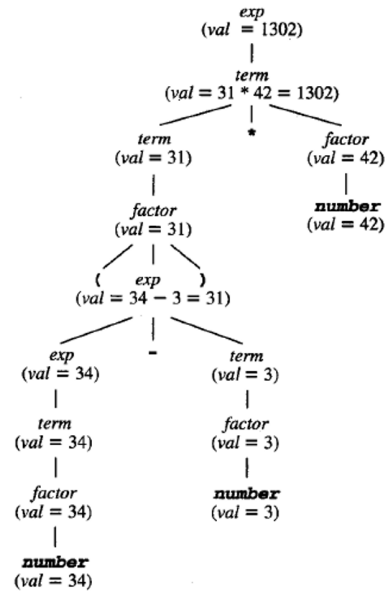 exp
(val = 1302)
term
(val = 31 * 42 = 1302)
term * factor
(val = 31) (val = 42)
factor number
(val = 31) (val = 42)
( exp )
(val = 34 − 3 = 31)
exp - term
(val = 34) (val = 3)
term factor
(val = 34) (val = 3)
factor number
(val = 34) (val = 3)
number
(val = 34)